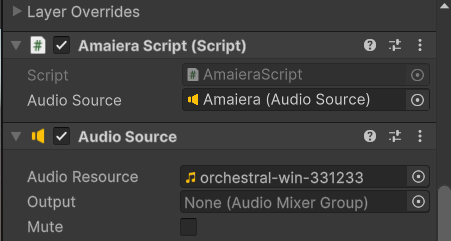 Layer Overrides
Amaiera Script (Script)
Script AmaieraScript
Audio Source Amaiera (Audio Source)
Audio Source
Audio Resource orchestral-win-331233
Output None (Audio Mixer Group)
Mute